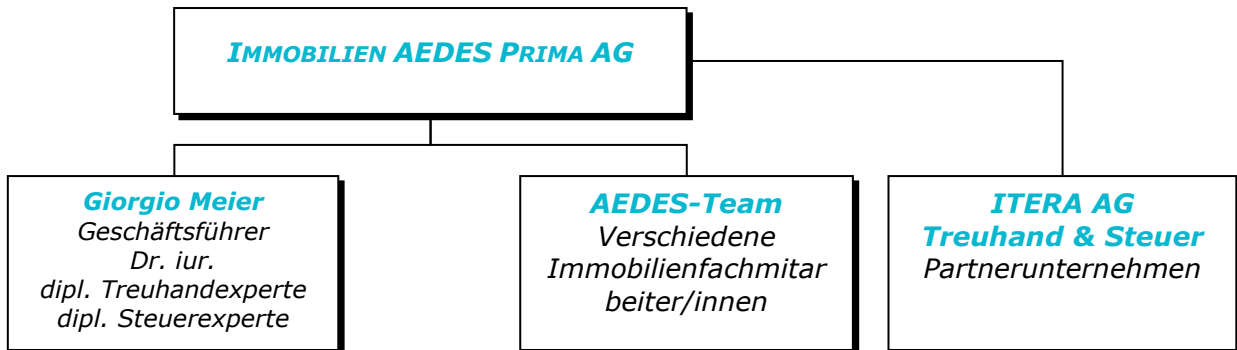 IMMOBILIEN AEDES PRIMA AG
Giorgio Meier
Geschäftsführer
Dr. iur.
dipl. Treuhandexperte
dipl. Steuerexperte
AEDES-Team
Verschiedene
Immobilienfachmitar
beiter/innen
ITERA AG
Treuhand & Steuer
Partnerunternehmen